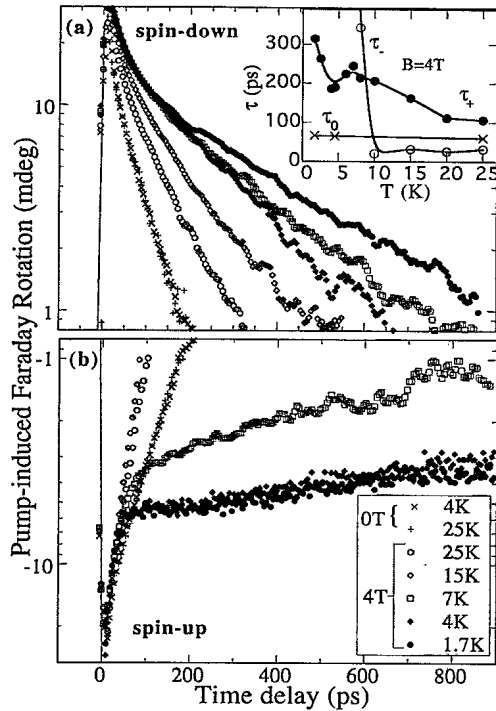 (a)
spin-down
10
1
Pump-induced Faraday Rotation (mdeg)
300
200
100
0
τ (ps)
τ-
B=4T
τ+
τ0
0 5 10 15 20 25
T (K)
-1
(b)
-10
spin-up
0T { × 4K
+ 25K
○ 25K
◇ 15K
4T □ 7K
◆ 4K
● 1.7K
0 200 400 600 800
Time delay (ps)